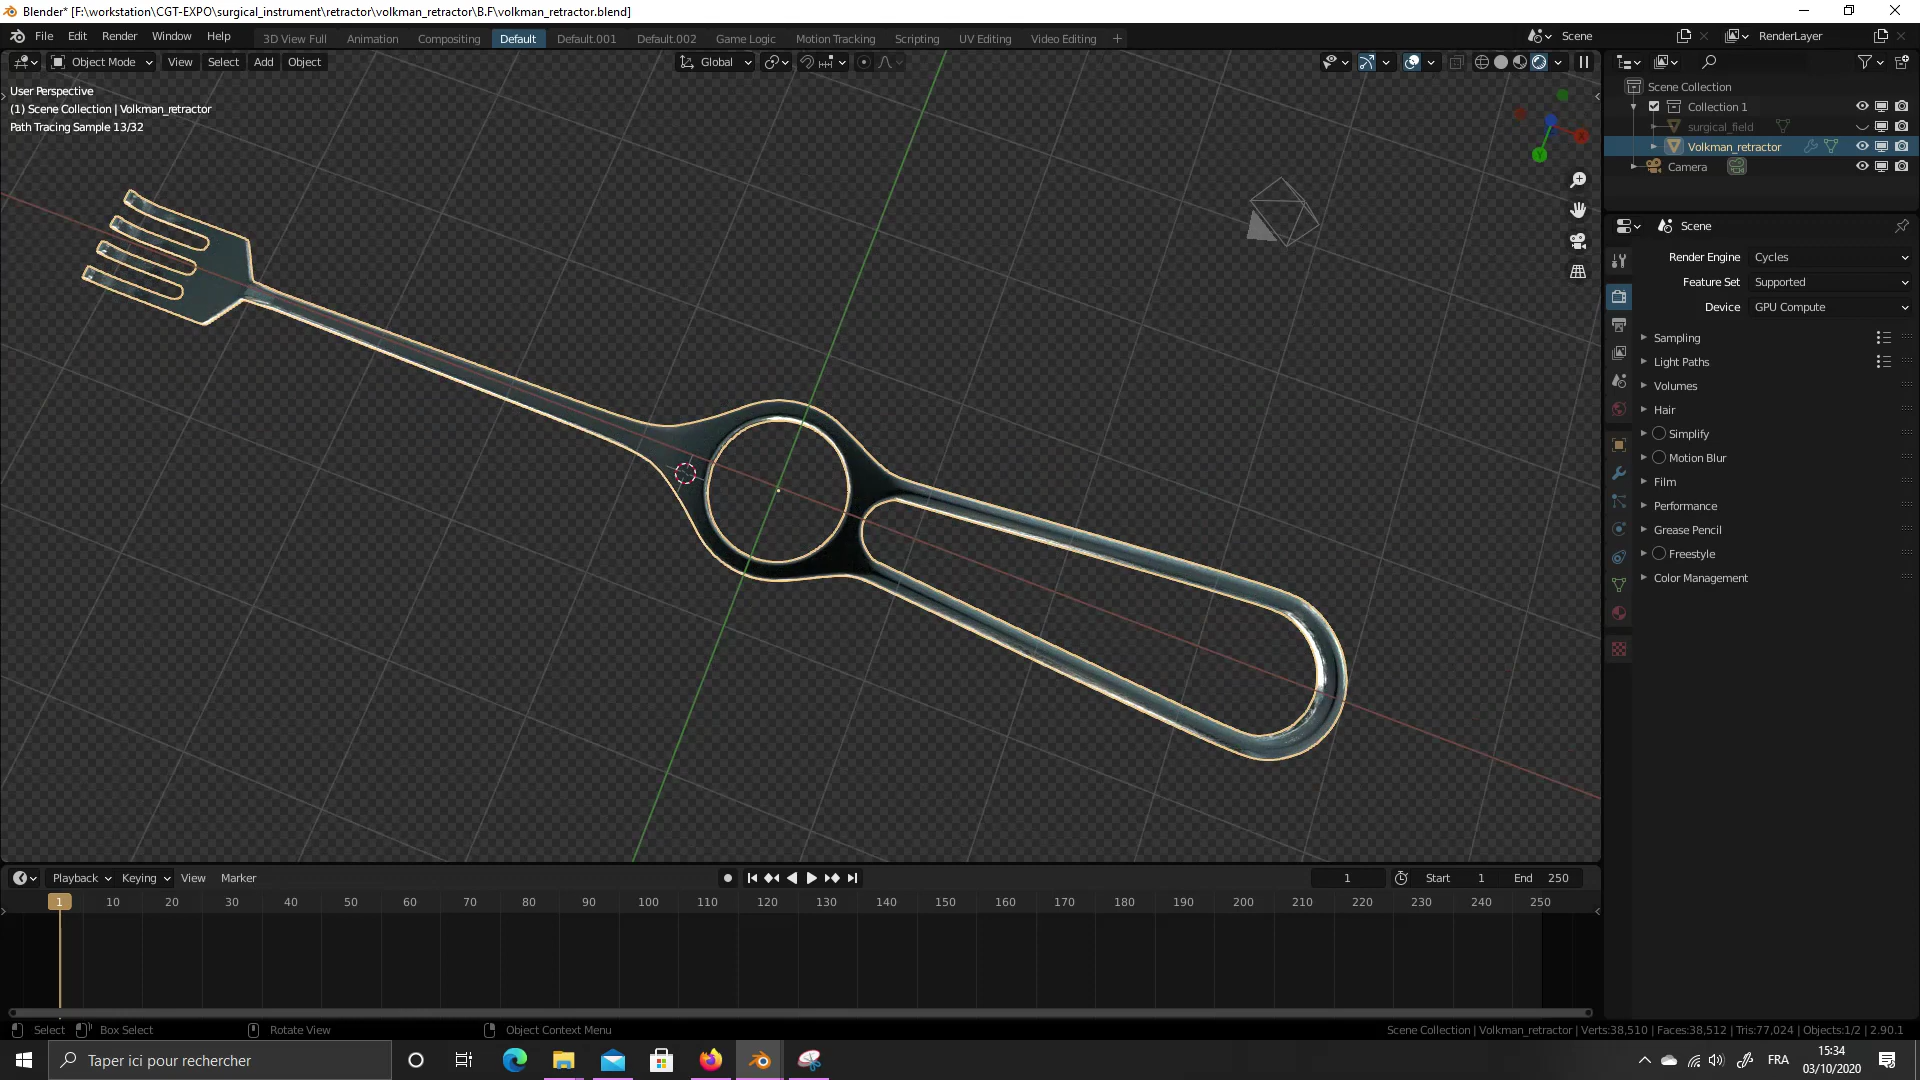 Blender* [F:\workstation\CGT-EXPO\surgical_instrument\retractor\volkman_retractor\B.F\volkman_retractor.blend]
File Edit Render Window Help 3D View Full Animation Compositing Default Default.001 Default.002 Game Logic Motion Tracking Scripting UV Editing Video Editing + Scene RenderLayer
Object Mode View Select Add Object Global
User Perspective
(1) Scene Collection | Volkman_retractor
Path Tracing Sample 13/32
X
Y
Scene Collection
Collection 1
surgical_field
Volkman_retractor
Camera
Scene
Render Engine Cycles
Feature Set Supported
Device GPU Compute
Sampling
Light Paths
Volumes
Hair
Simplify
Motion Blur
Film
Performance
Grease Pencil
Freestyle
Color Management
Playback Keying View Marker 1 Start 1 End 250
1 10 20 30 40 50 60 70 80 90 100 110 120 130 140 150 160 170 180 190 200 210 220 230 240 250
Select Box Select Rotate View Object Context Menu Scene Collection | Volkman_retractor | Verts:38,510 | Faces:38,512 | Tris:77,024 | Objects:1/2 | 2.90.1
Taper ici pour rechercher FRA 15:34
03/10/2020